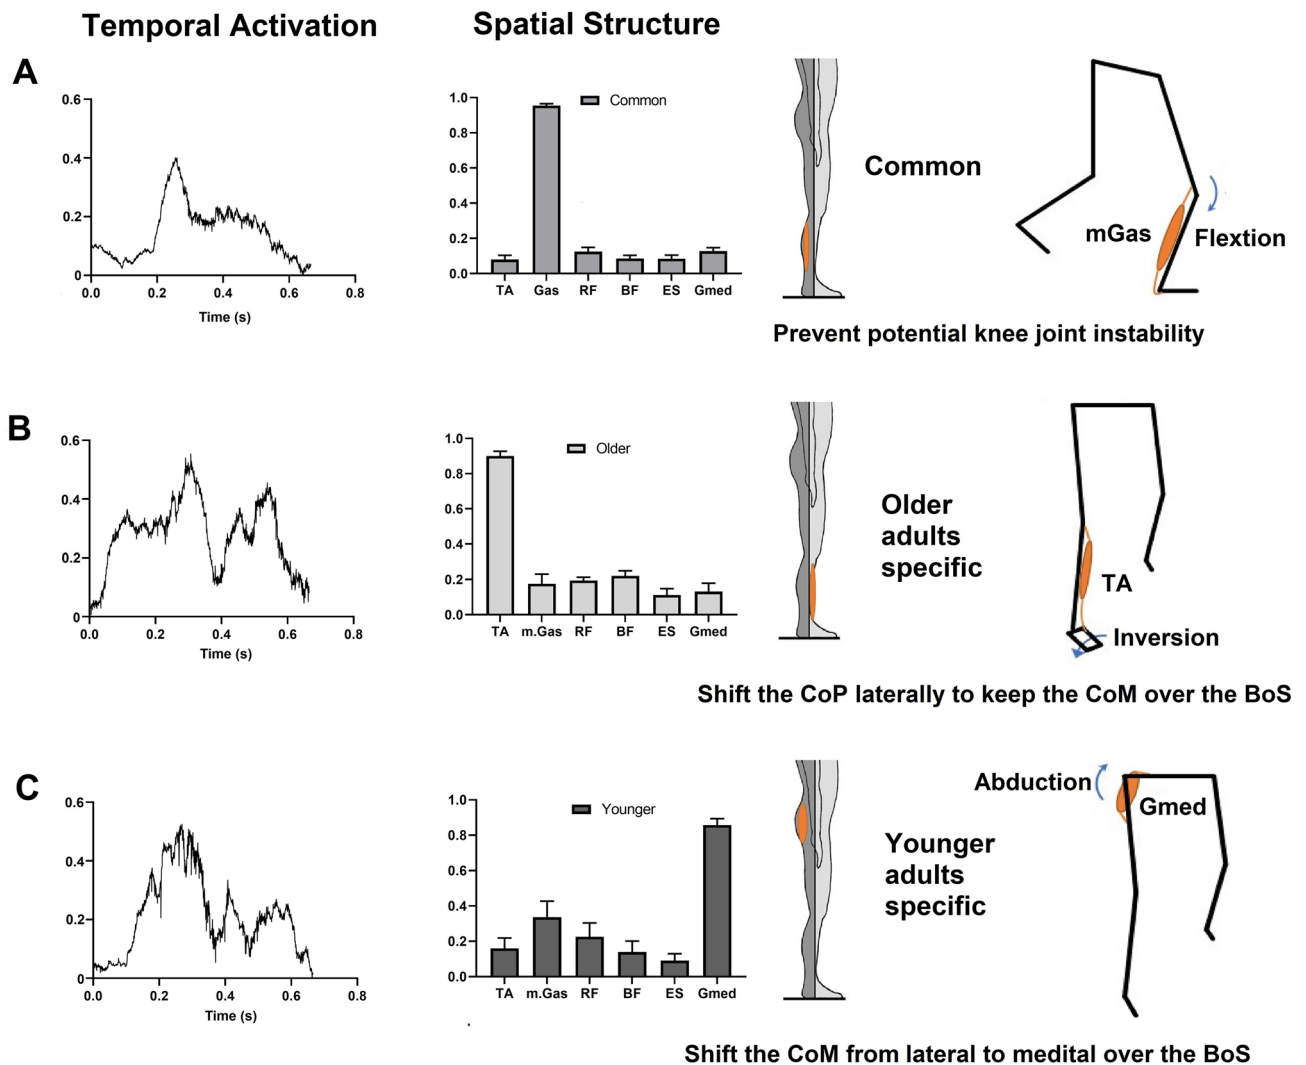 Temporal Activation
Spatial Structure
A
0.6
0.4
0.2
0
0.0 0.2 0.4 0.6 0.8
Time (s)
1.0
0.8
0.6
0.4
0.2
0.0
Common
TA Gas RF BF ES Gmed
Common
mGas
Flextion
Prevent potential knee joint instability
B
0.6
0.4
0.2
0
0.0 0.2 0.4 0.6 0.8
Time (s)
1.0
0.8
0.6
0.4
0.2
0.0
Older
TA m.Gas RF BF ES Gmed
Older
adults
specific
TA
Inversion
Shift the CoP laterally to keep the CoM over the BoS
C
0.6
0.4
0.2
0
0.0 0.2 0.4 0.6 0.8
Time (s)
1.0
0.8
0.6
0.4
0.2
0.0
Younger
TA m.Gas RF BF ES Gmed
Younger
adults
specific
Abduction
Gmed
Shift the CoM from lateral to medital over the BoS